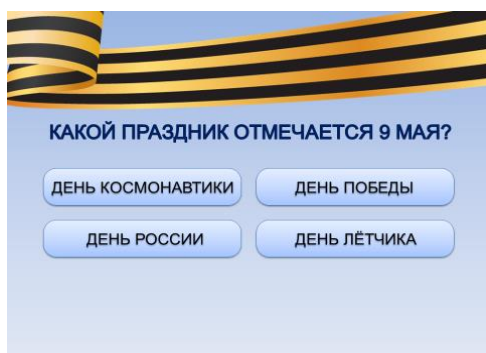 КАКОЙ ПРАЗДНИК ОТМЕЧАЕТСЯ 9 МАЯ?
ДЕНЬ КОСМОНАВТИКИ
ДЕНЬ ПОБЕДЫ
ДЕНЬ РОССИИ
ДЕНЬ ЛЁТЧИКА